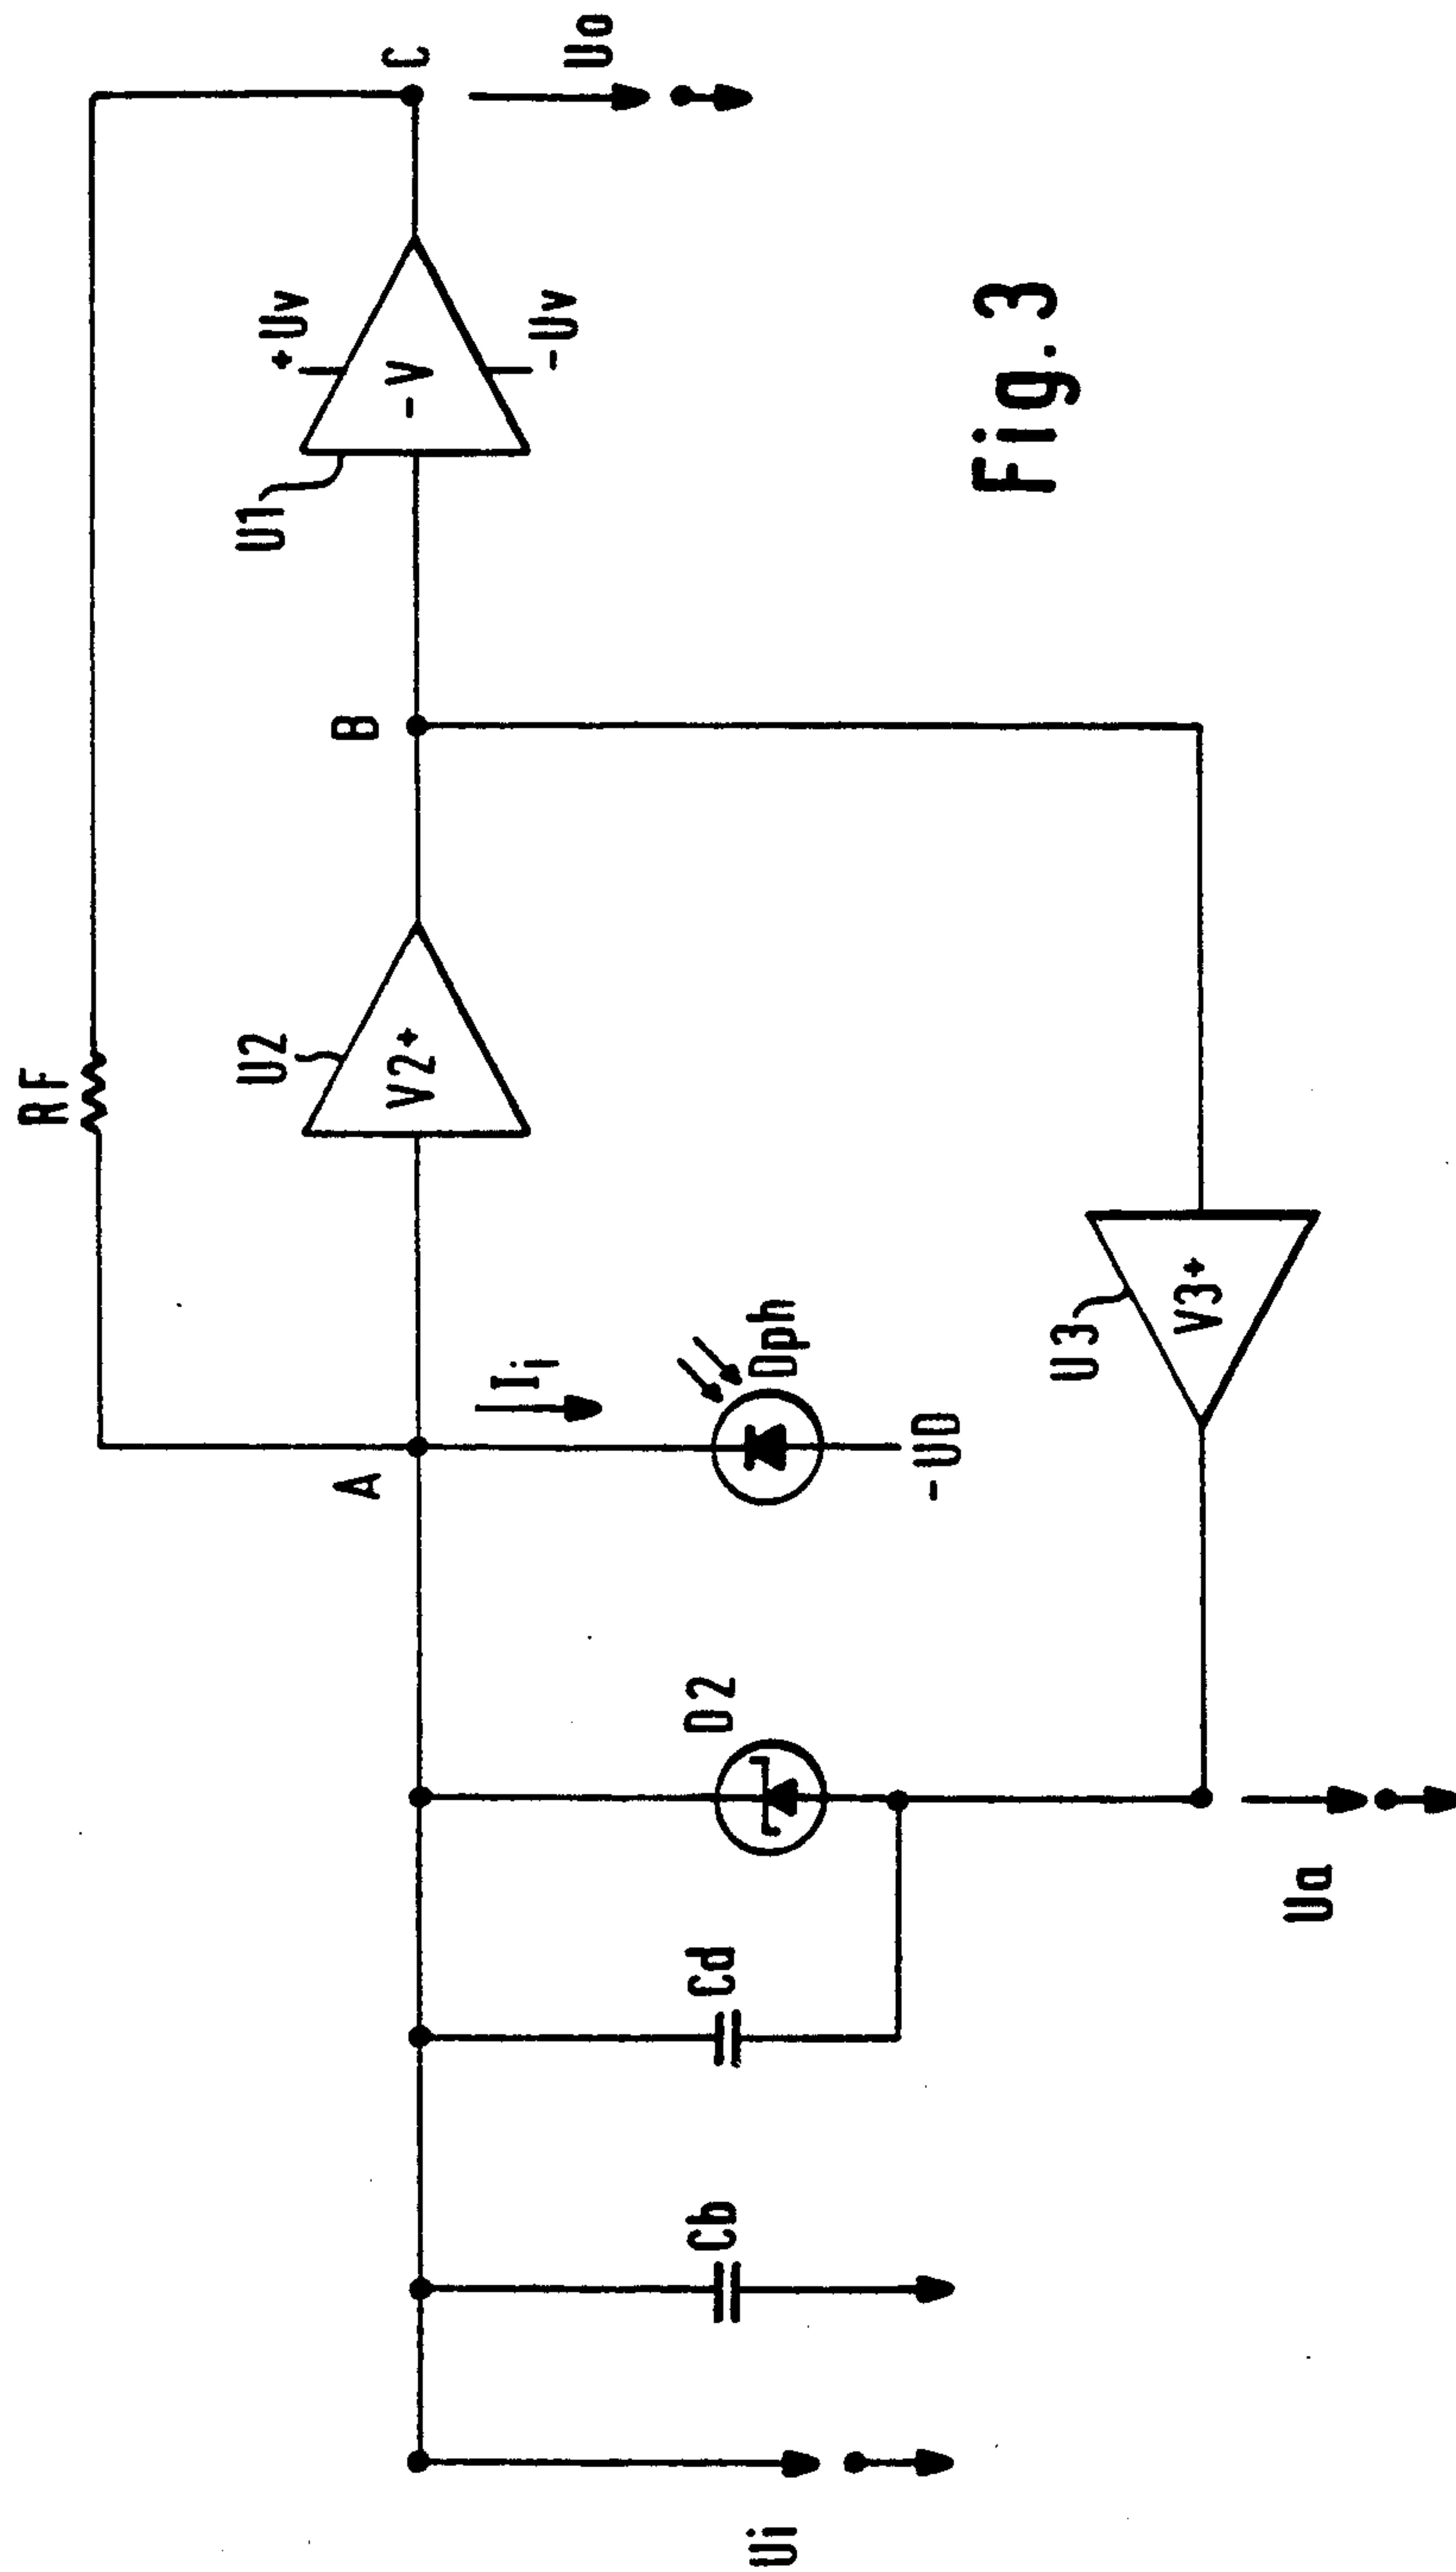 RF
C
+Uv
U1
-V
-Uv
Uo
B
U2
V2+
A
Ii
Dph
-UD
D2
Cd
Cb
Ui
U3
V3+
Ua
Fig. 3